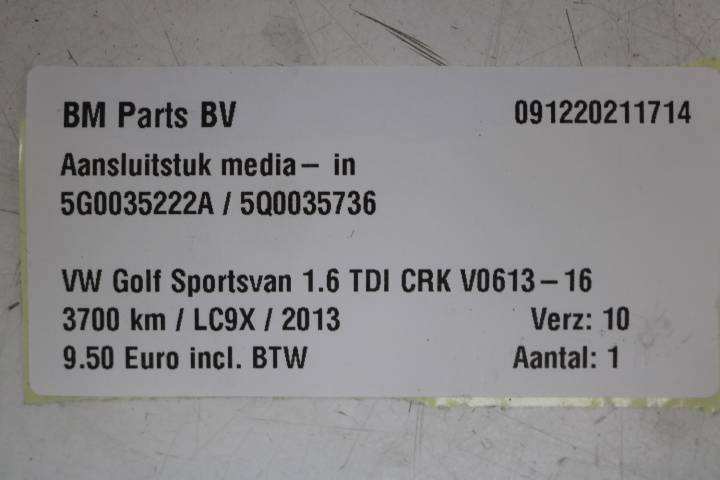 BM Parts BV 091220211714
Aansluitstuk media- in
5G0035222A / 5Q0035736
VW Golf Sportsvan 1.6 TDI CRK V0613-16
3700 km / LC9X / 2013 Verz: 10
9.50 Euro incl. BTW Aantal: 1